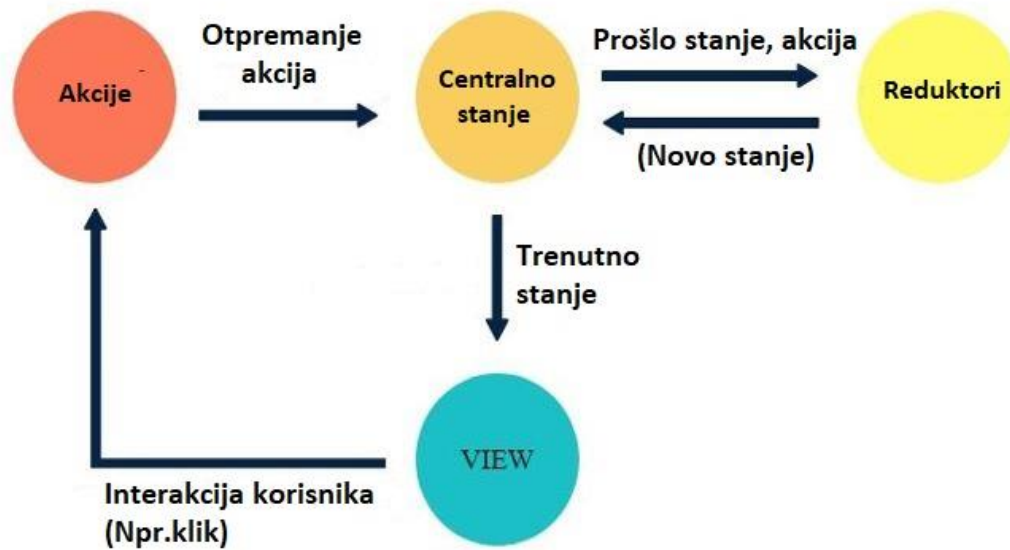 Akcije
Otpremanje
akcija
Centralno
stanje
Prošlo stanje, akcija
(Novo stanje)
Reduktori
Trenutno
stanje
VIEW
Interakcija korisnika
(Npr.klik)